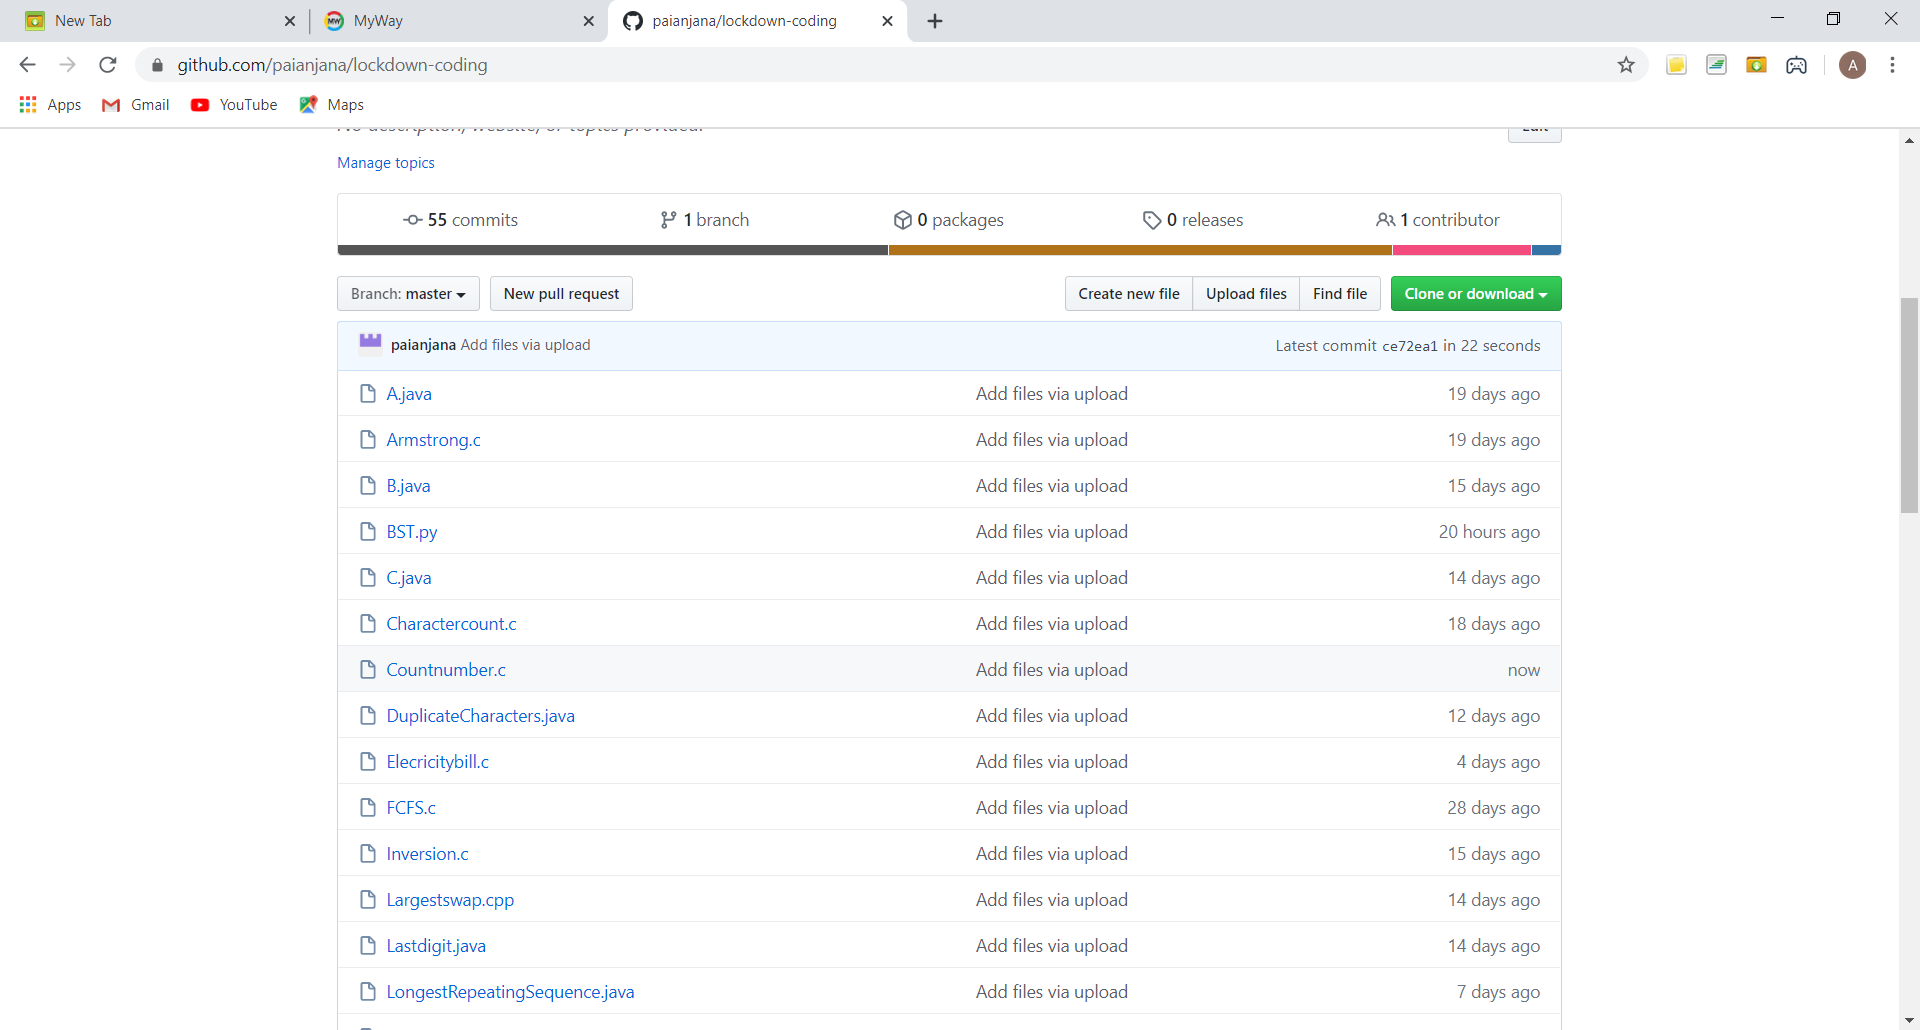 New Tab
MyWay
paianjana/lockdown-coding
github.com/paianjana/lockdown-coding
A
Apps
Gmail
YouTube
Maps
No description, website, or topics provided.
Edit
Manage topics
55 commits
1 branch
0 packages
0 releases
1 contributor
Branch: master
New pull request
Create new file
Upload files
Find file
Clone or download
paianjana Add files via upload
Latest commit ce72ea1 in 22 seconds
A.java Add files via upload 19 days ago
Armstrong.c Add files via upload 19 days ago
B.java Add files via upload 15 days ago
BST.py Add files via upload 20 hours ago
C.java Add files via upload 14 days ago
Charactercount.c Add files via upload 18 days ago
Countnumber.c Add files via upload now
DuplicateCharacters.java Add files via upload 12 days ago
Elecricitybill.c Add files via upload 4 days ago
FCFS.c Add files via upload 28 days ago
Inversion.c Add files via upload 15 days ago
Largestswap.cpp Add files via upload 14 days ago
Lastdigit.java Add files via upload 14 days ago
LongestRepeatingSequence.java Add files via upload 7 days ago